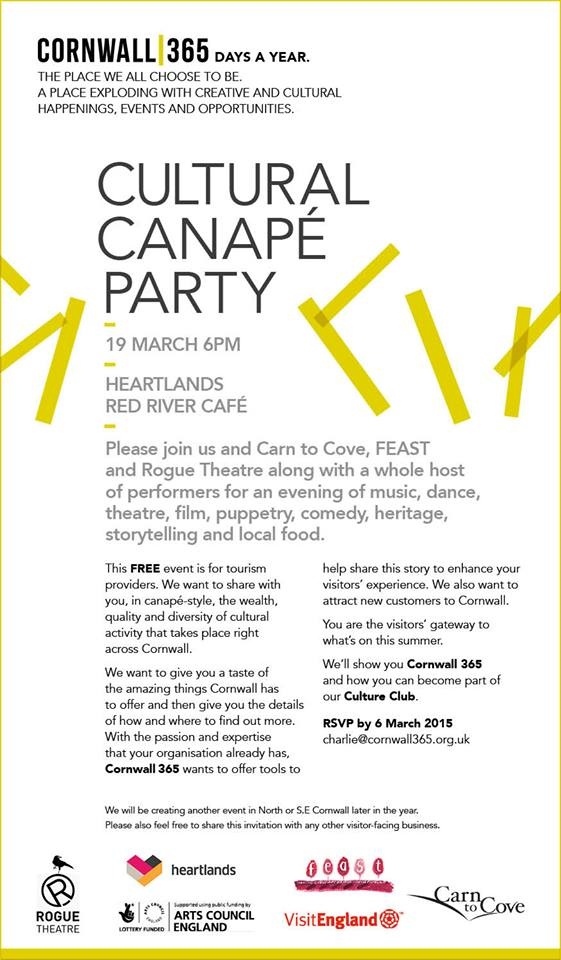 CORNWALL|365 DAYS A YEAR.
THE PLACE WE ALL CHOOSE TO BE.
A PLACE EXPLODING WITH CREATIVE AND CULTURAL
HAPPENINGS, EVENTS AND OPPORTUNITIES.
CULTURAL
CANAPÉ
PARTY
19 MARCH 6PM
HEARTLANDS
RED RIVER CAFÉ
Please join us and Carn to Cove, FEAST
and Rogue Theatre along with a whole host
of performers for an evening of music, dance,
theatre, film, puppetry, comedy, heritage,
storytelling and local food.
This FREE event is for tourism
providers. We want to share with
you, in canapé-style, the wealth,
quality and diversity of cultural
activity that takes place right
across Cornwall.
We want to give you a taste of
the amazing things Cornwall has
to offer and then give you the details
of how and where to find out more.
With the passion and expertise
that your organisation already has,
Cornwall 365 wants to offer tools to
help share this story to enhance your
visitors' experience. We also want to
attract new customers to Cornwall.
You are the visitors' gateway to
what's on this summer.
We'll show you Cornwall 365
and how you can become part of
our Culture Club.
RSVP by 6 March 2015
charlie@cornwall365.org.uk
We will be creating another event in North or S.E Cornwall later in the year.
Please also feel free to share this invitation with any other visitor-facing business.
R
ROGUE
THEATRE
heartlands
LOTTERY FUNDED
Supported using public funding by
ARTS COUNCIL
ENGLAND
feast
VisitEngland
Carn
to Cove